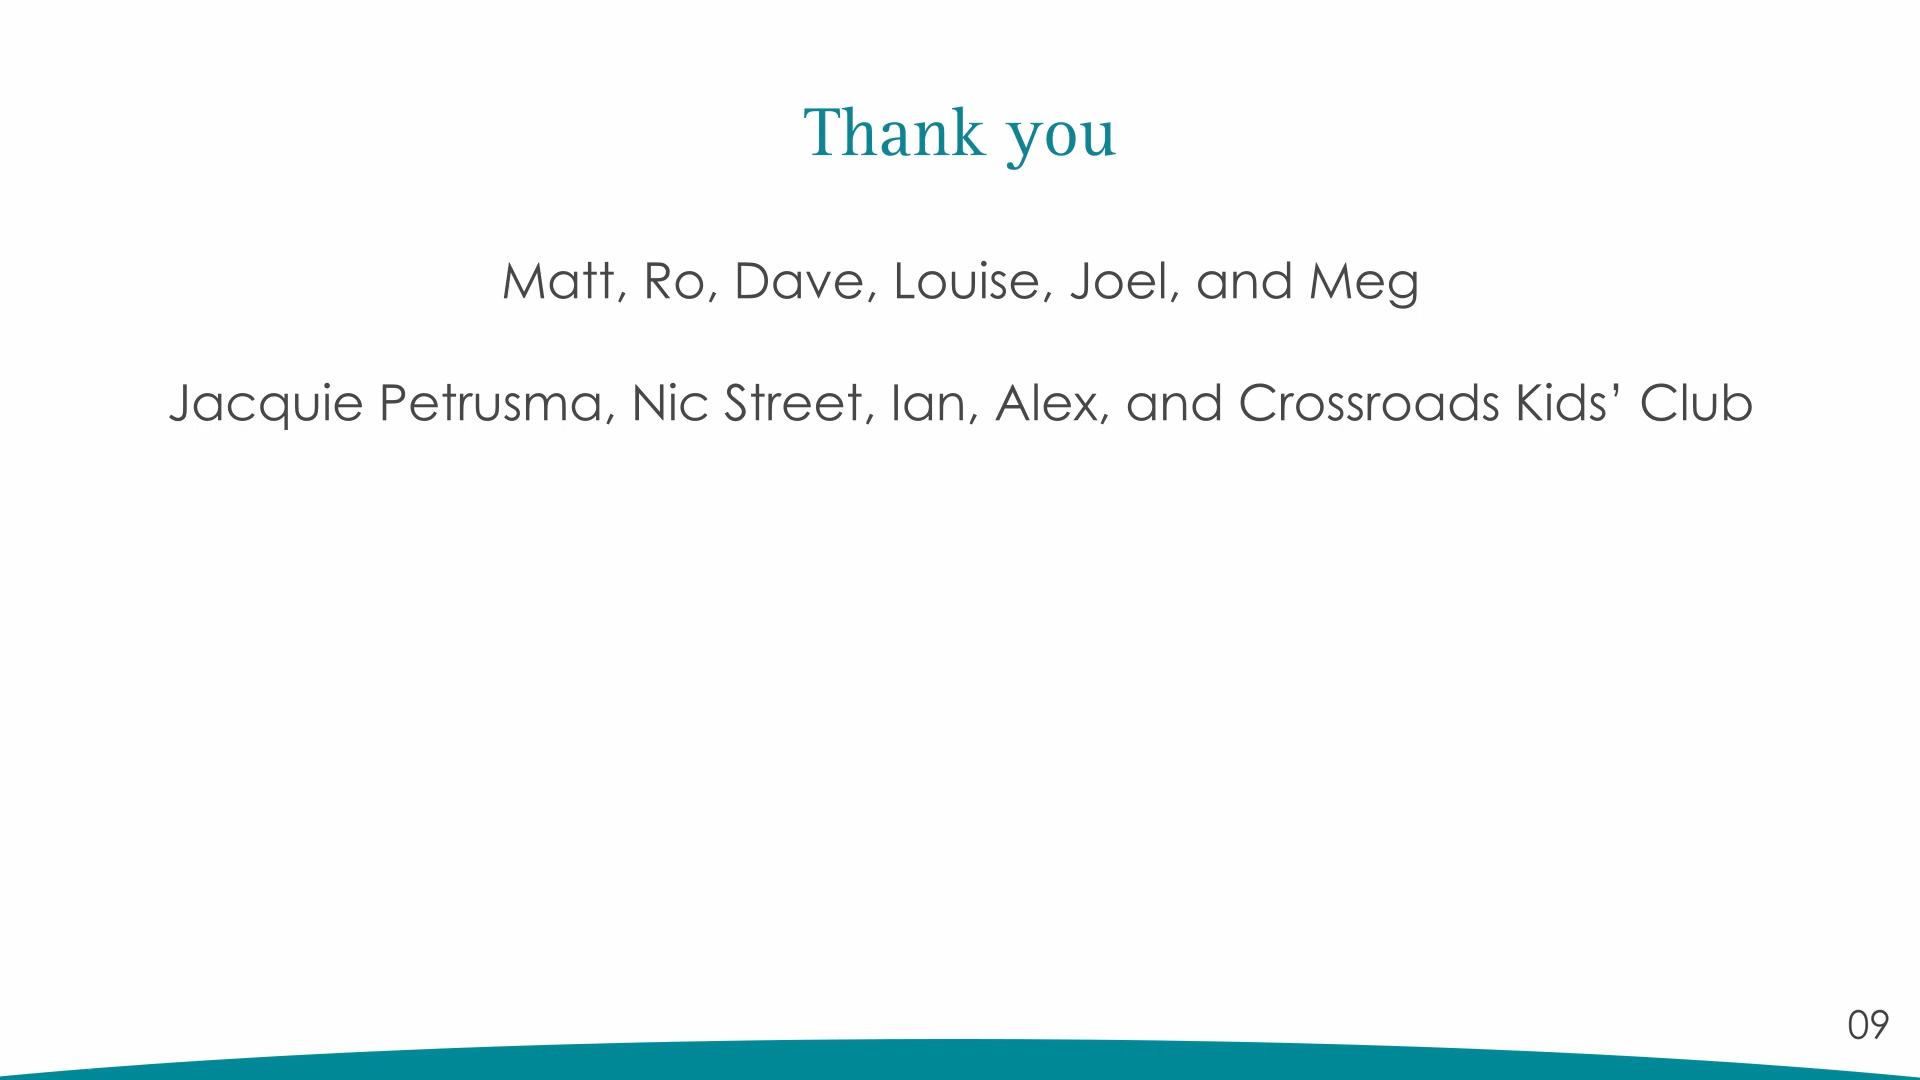 Thank you
Matt, Ro, Dave, Louise, Joel, and Meg
Jacquie Petrusma, Nic Street, Ian, Alex, and Crossroads Kids’ Club
09